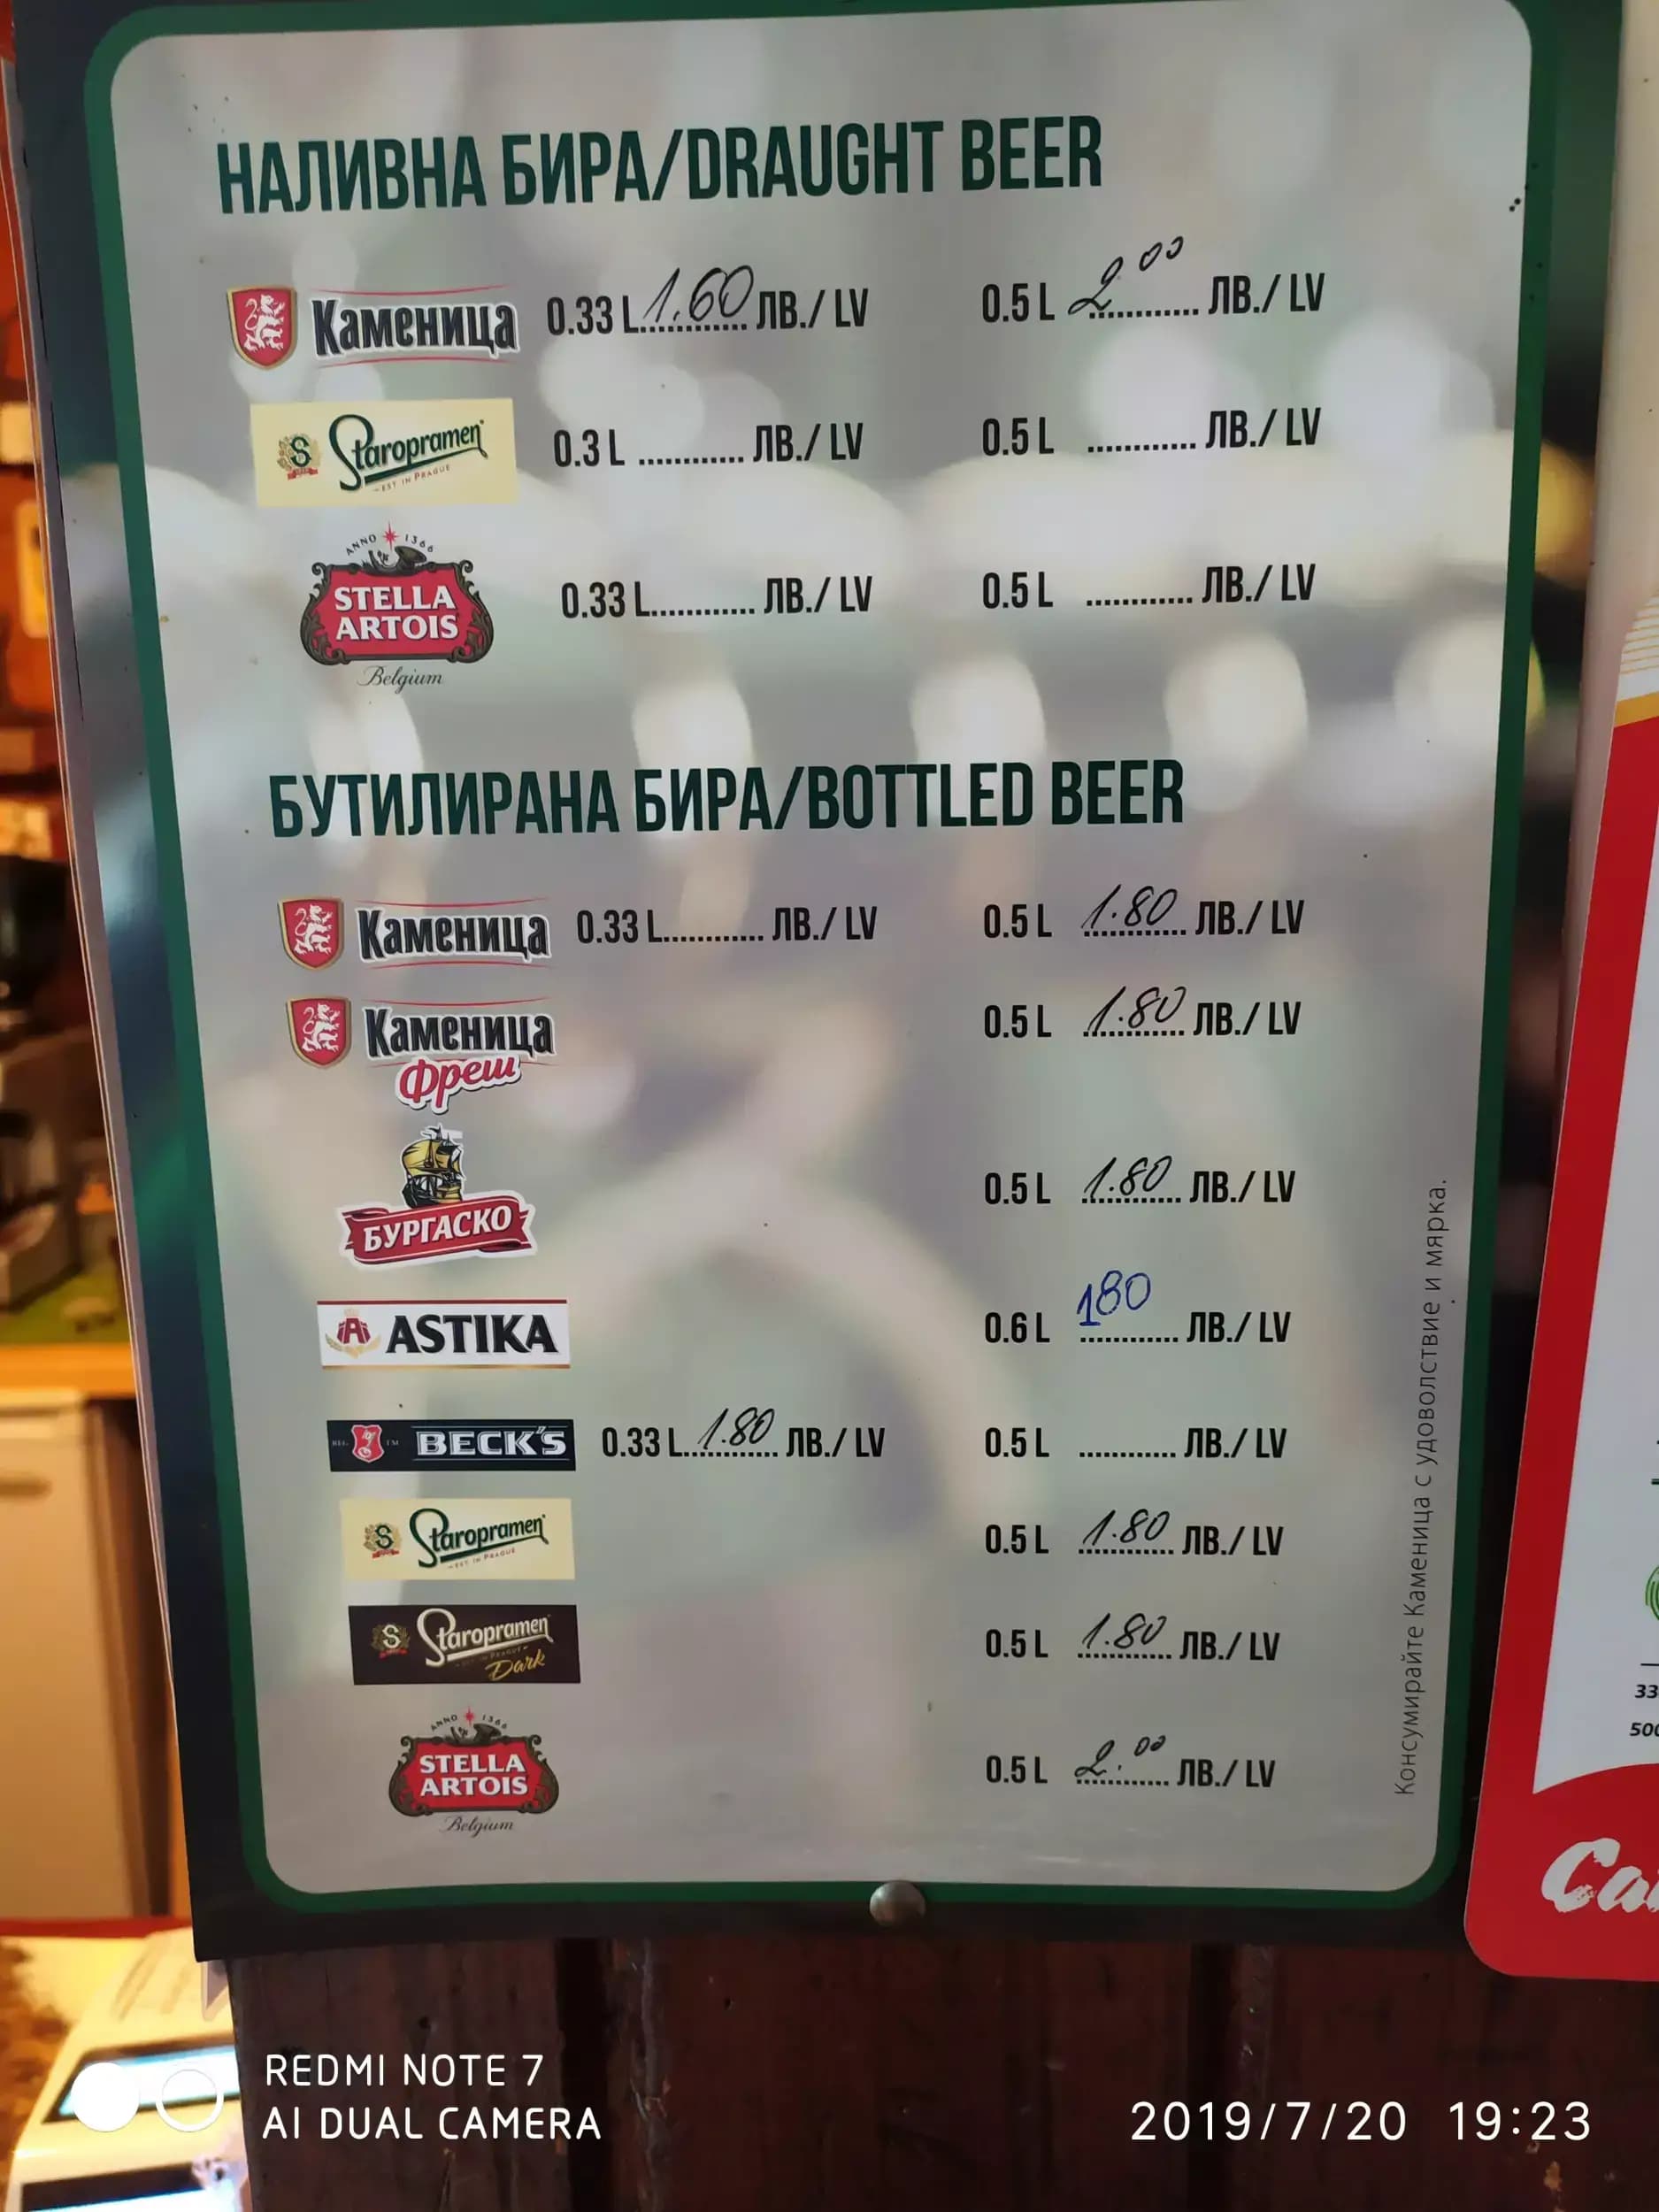 НАЛИВНА БИРА/DRAUGHT BEER
Каменица 0.33 L 1.60 ЛВ./ LV 0.5 L 2.00 ЛВ./ LV
Staropramen EST IN PRAGUE 0.3 L ............ ЛВ./ LV 0.5 L ............ ЛВ./ LV
ANNO 1366
STELLA ARTOIS 0.33 L............ ЛВ./ LV 0.5 L ............ ЛВ./ LV
Belgium
БУТИЛИРАНА БИРА/BOTTLED BEER
Каменица 0.33 L............ ЛВ./ LV 0.5 L 1.80 ЛВ./ LV
Каменица 0.5 L 1.80 ЛВ./ LV
Фреш
БУРГАСКО 0.5 L 1.80 ЛВ./ LV
ASTIKA 0.6 L 180 ЛВ./ LV
BECK'S 0.33 L 1.80 ЛВ./ LV 0.5 L ............ ЛВ./ LV
Staropramen EST IN PRAGUE 0.5 L 1.80 ЛВ./ LV
Staropramen Dark 0.5 L 1.80 ЛВ./ LV
ANNO 1366
STELLA ARTOIS 0.5 L 2.00 ЛВ./ LV
Belgium
Консумирайте Каменица с удоволствие и мярка.
REDMI NOTE 7
AI DUAL CAMERA
2019/7/20 19:23